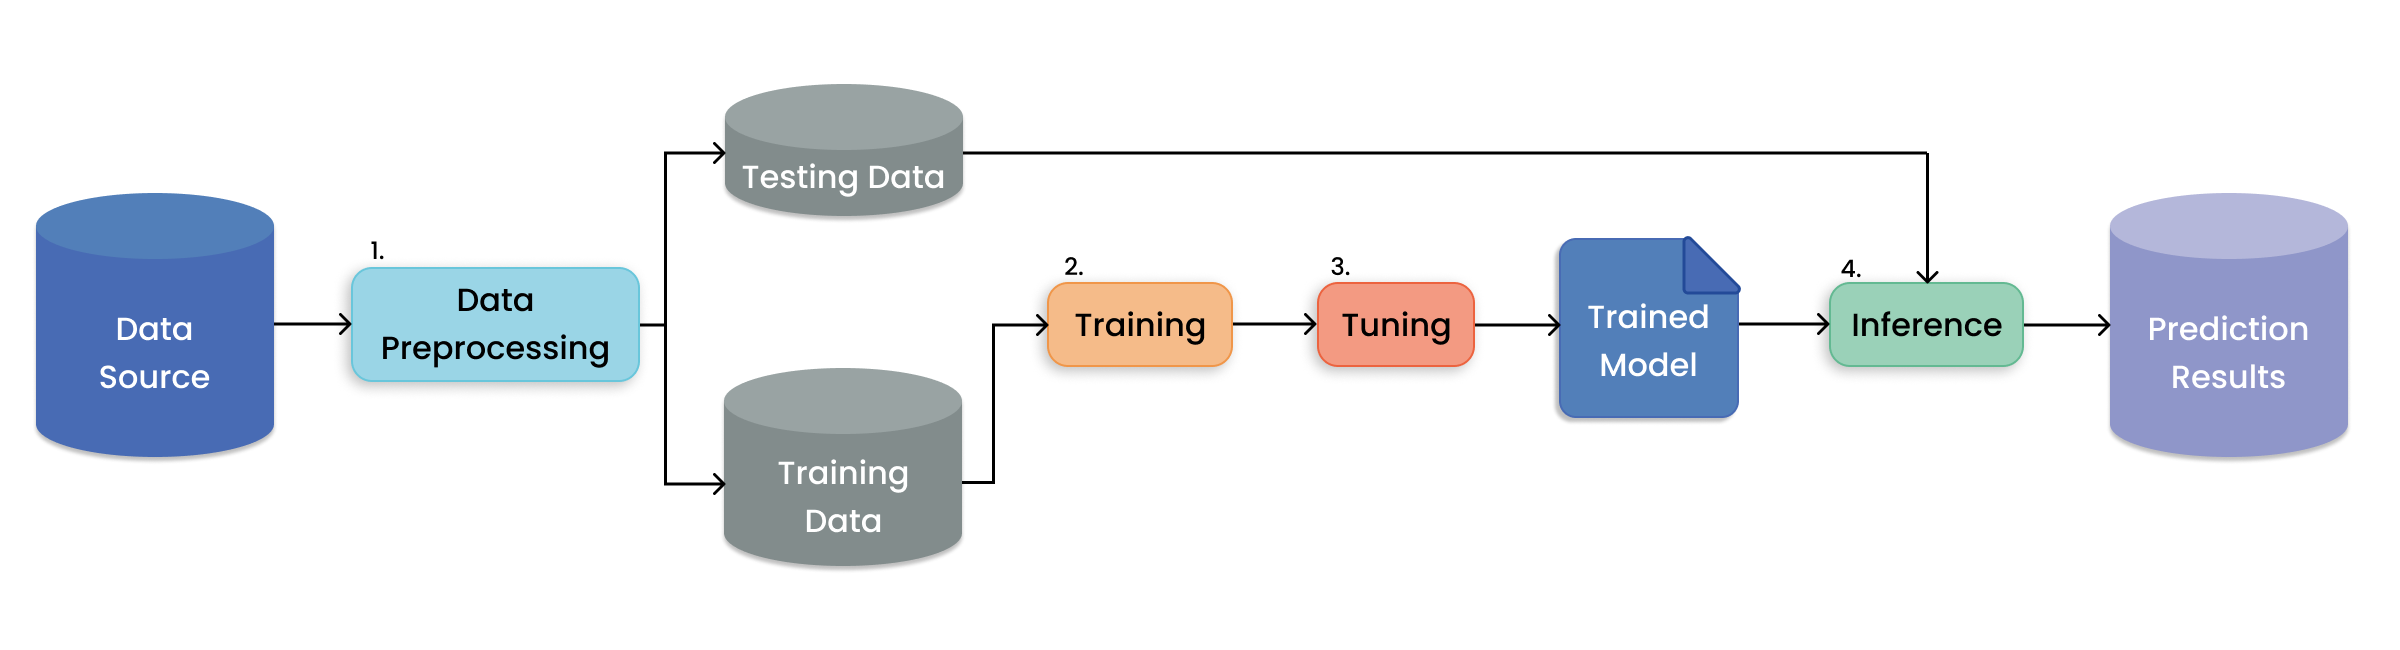 Data
Source
1.
Data
Preprocessing
Testing Data
Training
Data
2.
Training
3.
Tuning
Trained
Model
4.
Inference
Prediction
Results